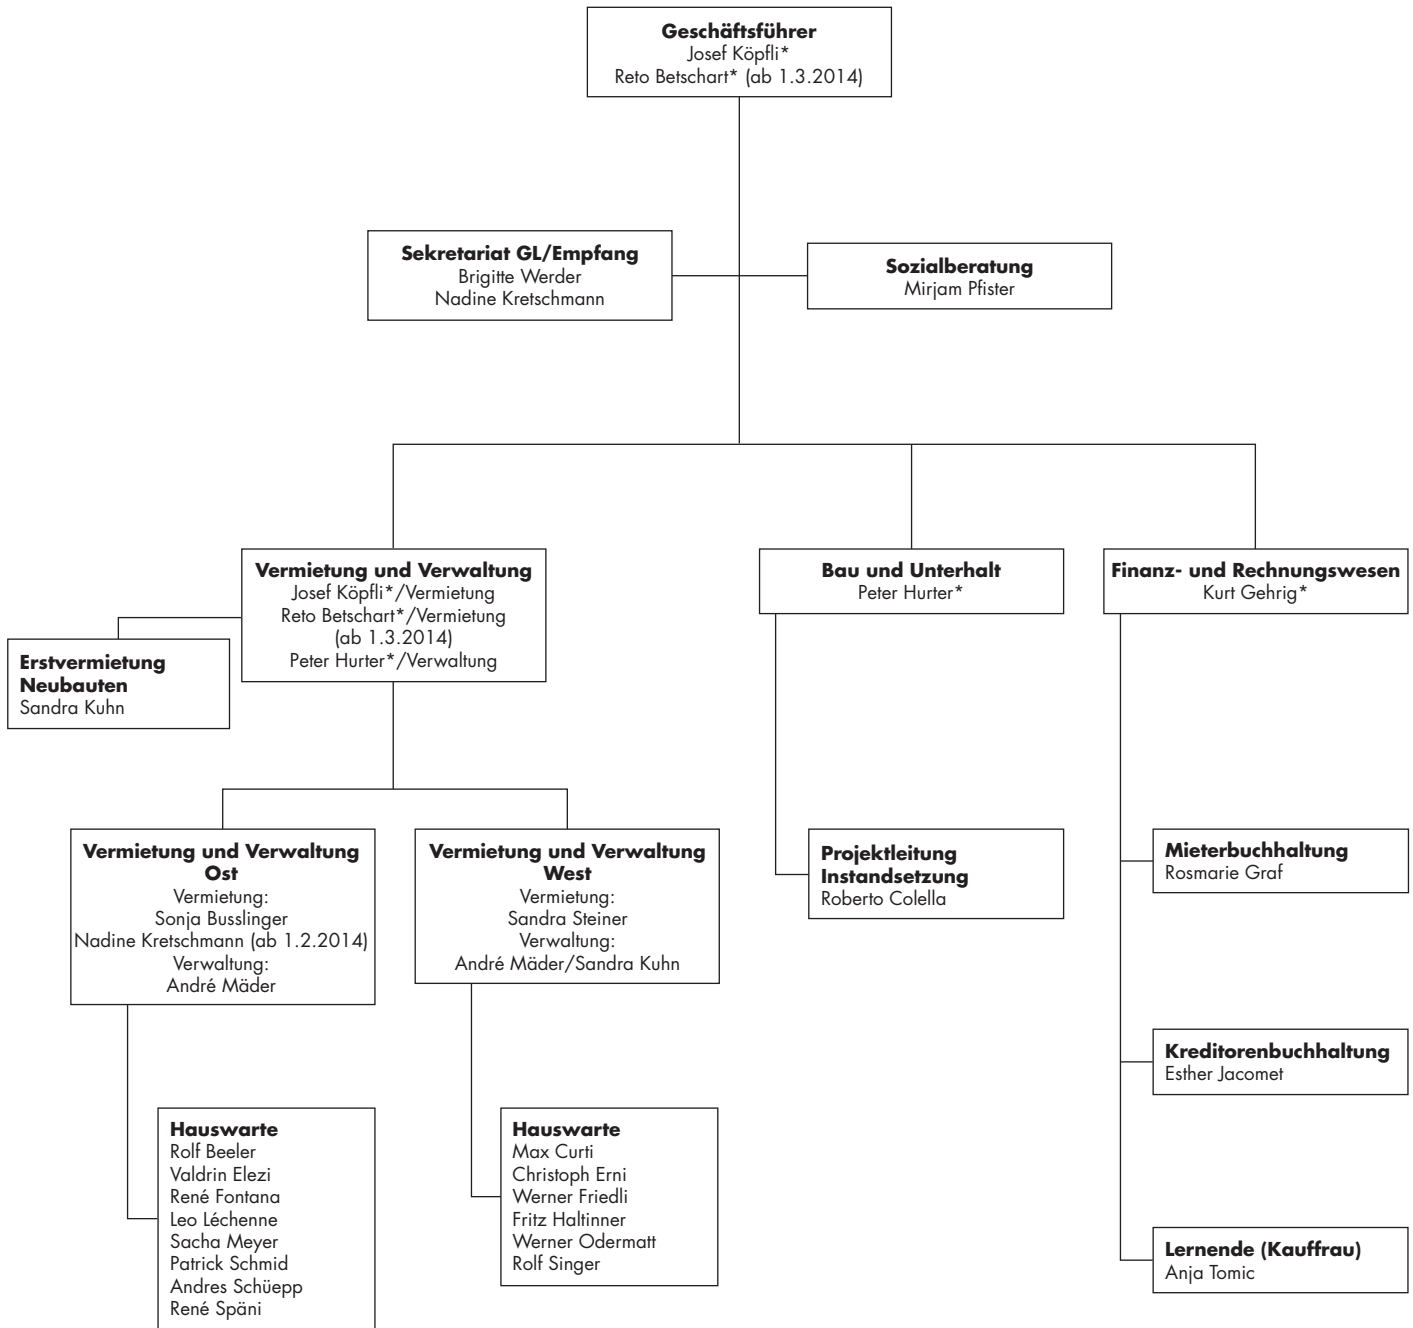 Geschäftsführer
Josef Köpfli*
Reto Betschart* (ab 1.3.2014)
Sekretariat GL/Empfang
Brigitte Werder
Nadine Kretschmann
Sozialberatung
Mirjam Pfister
Vermietung und Verwaltung
Josef Köpfli*/Vermietung
Reto Betschart*/Vermietung
(ab 1.3.2014)
Peter Hurter*/Verwaltung
Bau und Unterhalt
Peter Hurter*
Finanz- und Rechnungswesen
Kurt Gehrig*
Erstvermietung
Neubauten
Sandra Kuhn
Vermietung und Verwaltung
Ost
Vermietung:
Sonja Busslinger
Nadine Kretschmann (ab 1.2.2014)
Verwaltung:
André Mäder
Vermietung und Verwaltung
West
Vermietung:
Sandra Steiner
Verwaltung:
André Mäder/Sandra Kuhn
Projektleitung
Instandsetzung
Roberto Colella
Mieterbuchhaltung
Rosmarie Graf
Kreditorenbuchhaltung
Esther Jacomet
Hauswarte
Rolf Beeler
Valdrin Elezi
René Fontana
Leo Léchenne
Sacha Meyer
Patrick Schmid
Andres Schüepp
René Späni
Hauswarte
Max Curti
Christoph Erni
Werner Friedli
Fritz Haltinner
Werner Odermatt
Rolf Singer
Lernende (Kauffrau)
Anja Tomic